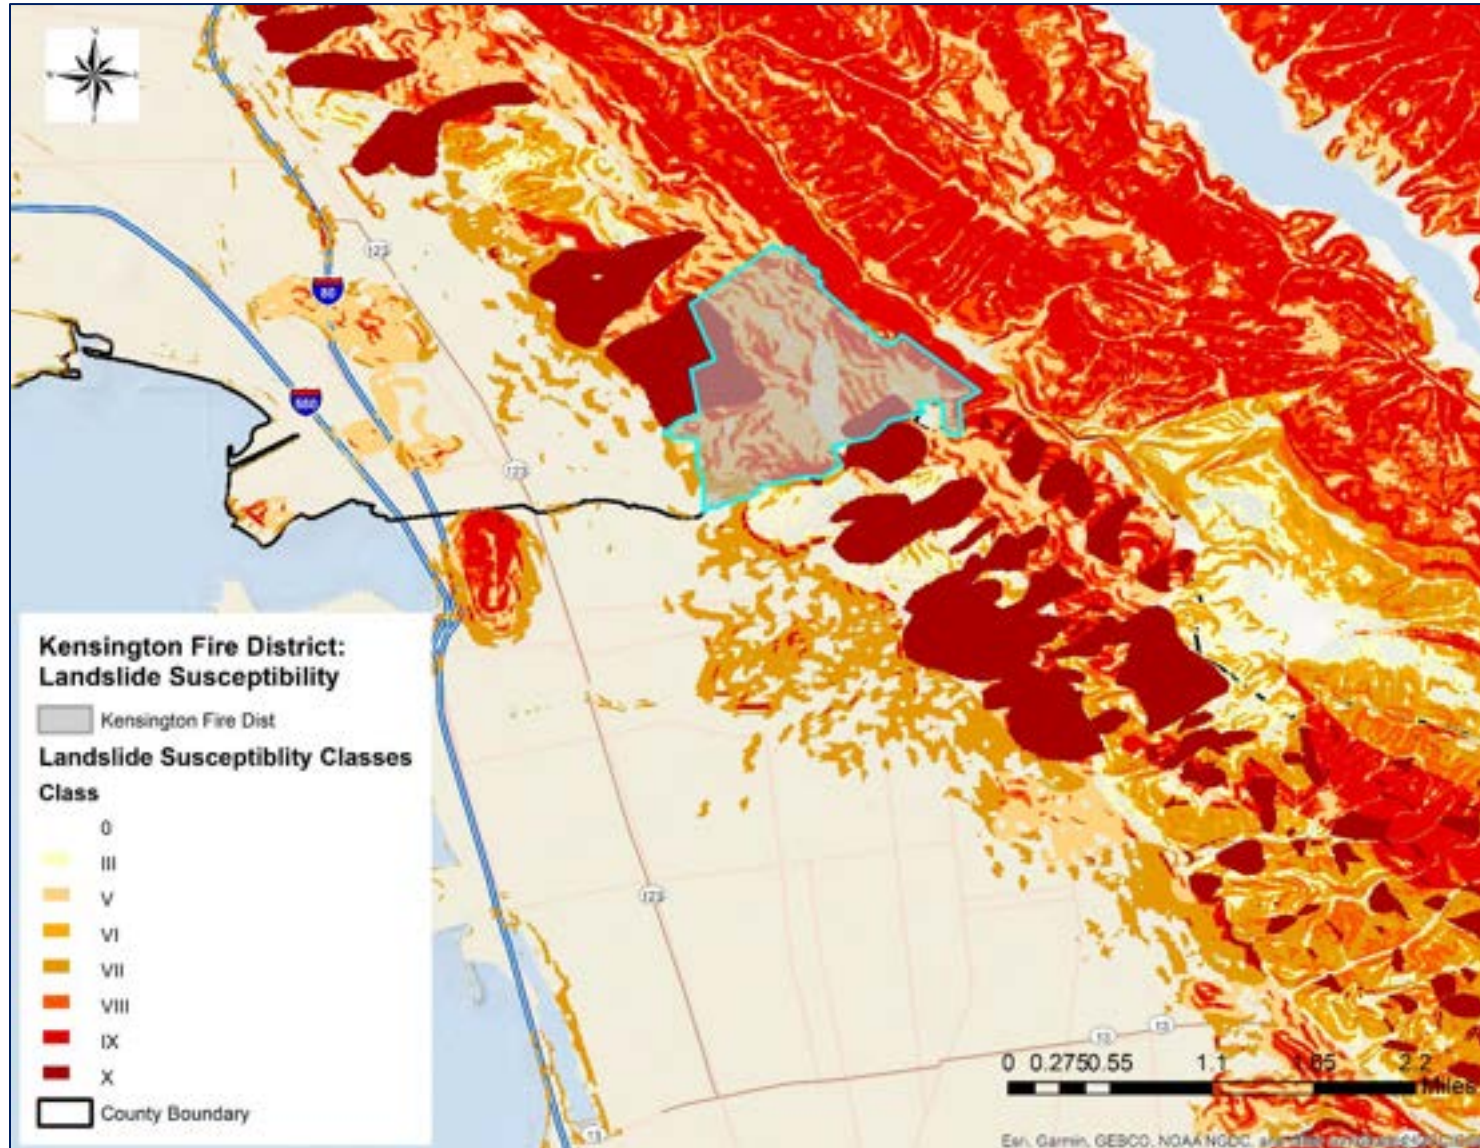 N
W
E
S
123
80
580
123
Kensington Fire District:
Landslide Susceptibility
Kensington Fire Dist
Landslide Susceptiblity Classes
Class
0
III
V
VI
VII
VIII
IX
X
County Boundary
123
13
13
13
0 0.275 0.55 1.1 1.65 2.2
Miles
Esri, Garmin, GEBCO, NOAA NGDC, and